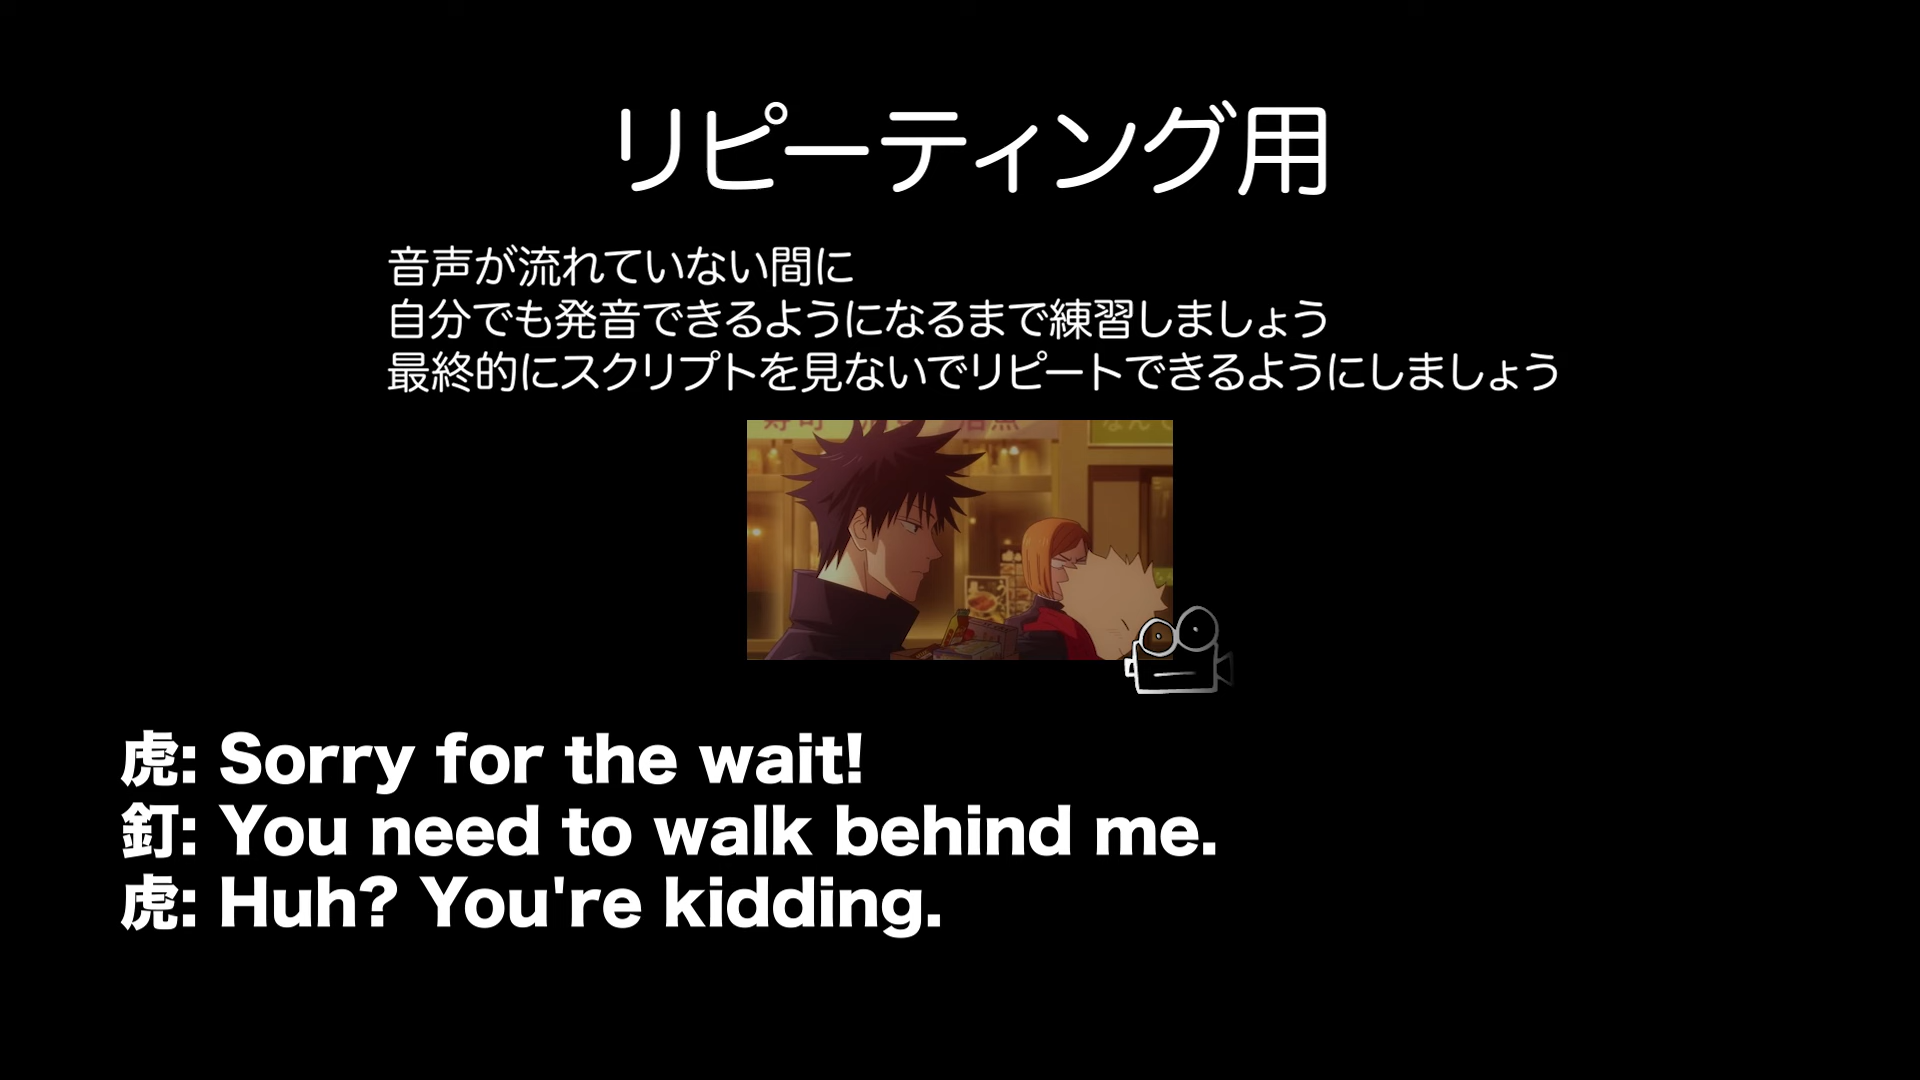 リピーティング用
音声が流れていない間に
自分でも発音できるようになるまで練習しましょう
最終的にスクリプトを見ないでリピートできるようにしましょう
虎: Sorry for the wait!
釘: You need to walk behind me.
虎: Huh? You're kidding.